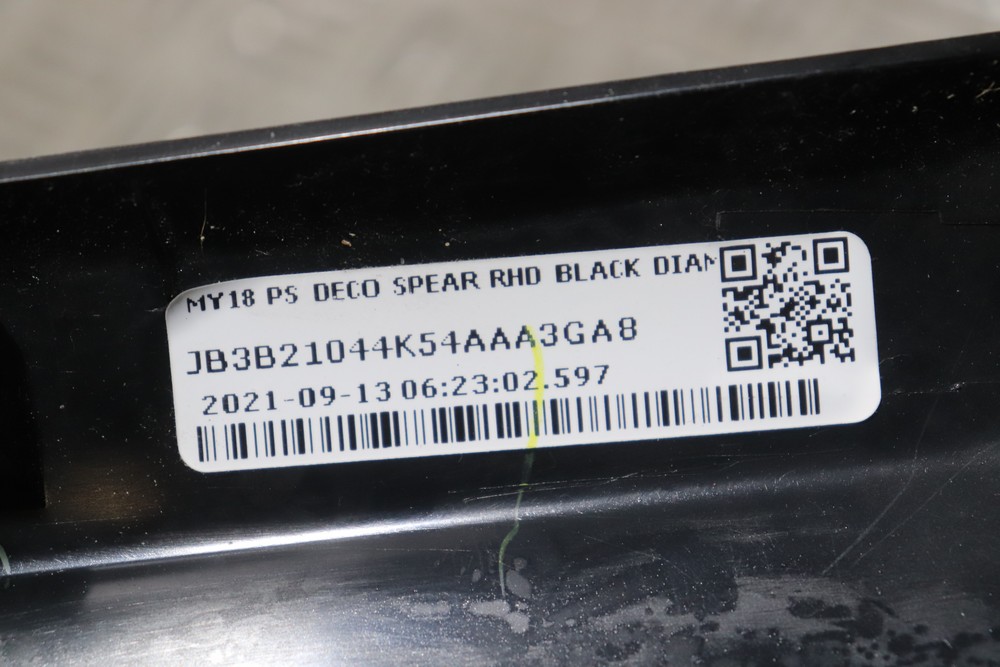 MY18 PS DECO SPEAR RHD BLACK DIAM
JB3B21044K54AAA3GA8
2021-09-13 06:23:02.597